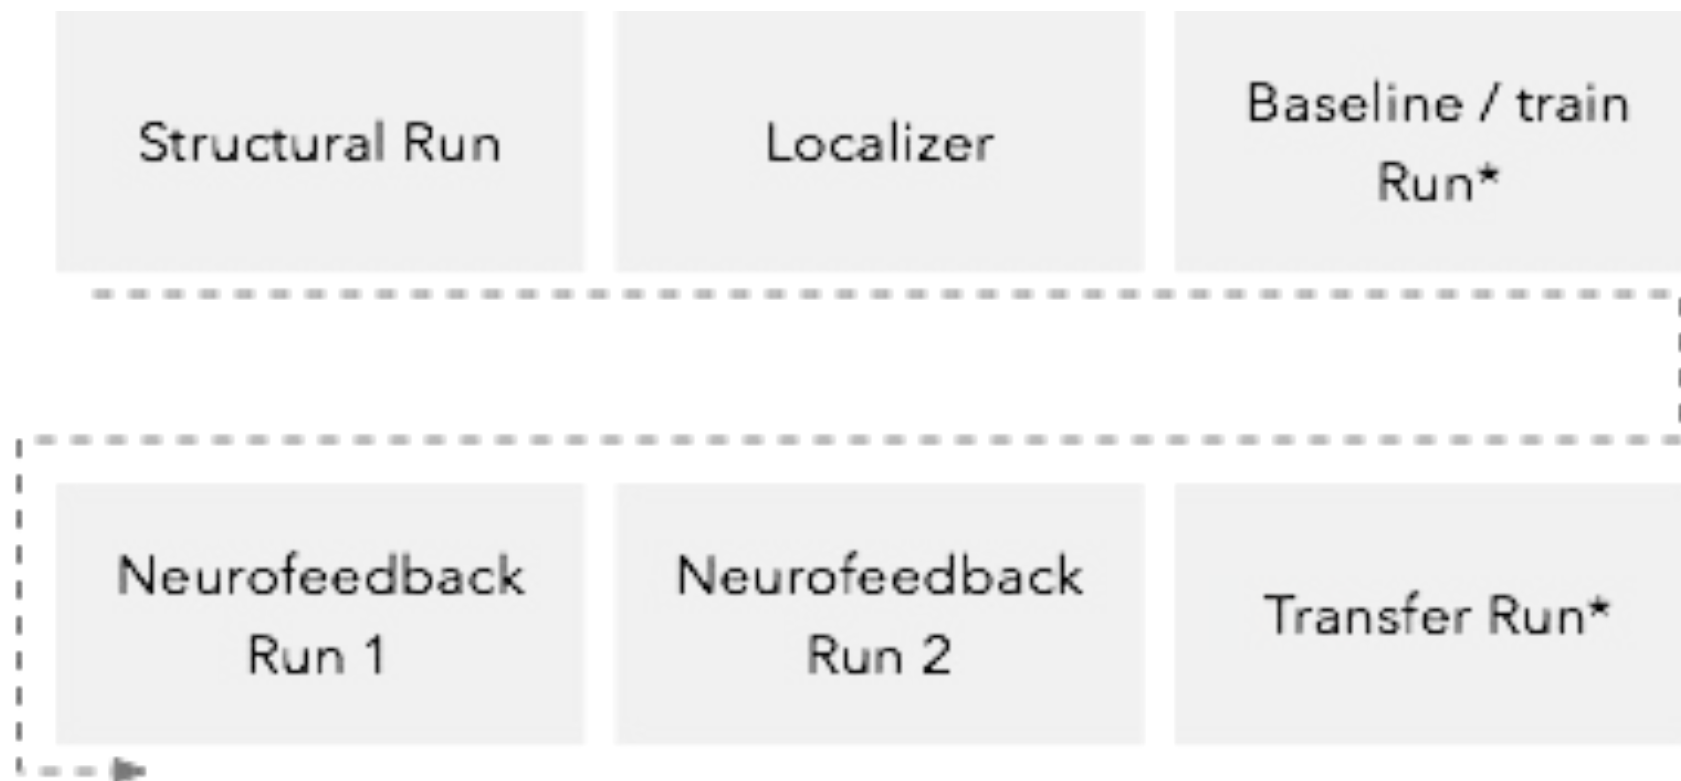 Structural Run
Localizer
Baseline / train
Run*
Neurofeedback
Run 1
Neurofeedback
Run 2
Transfer Run*